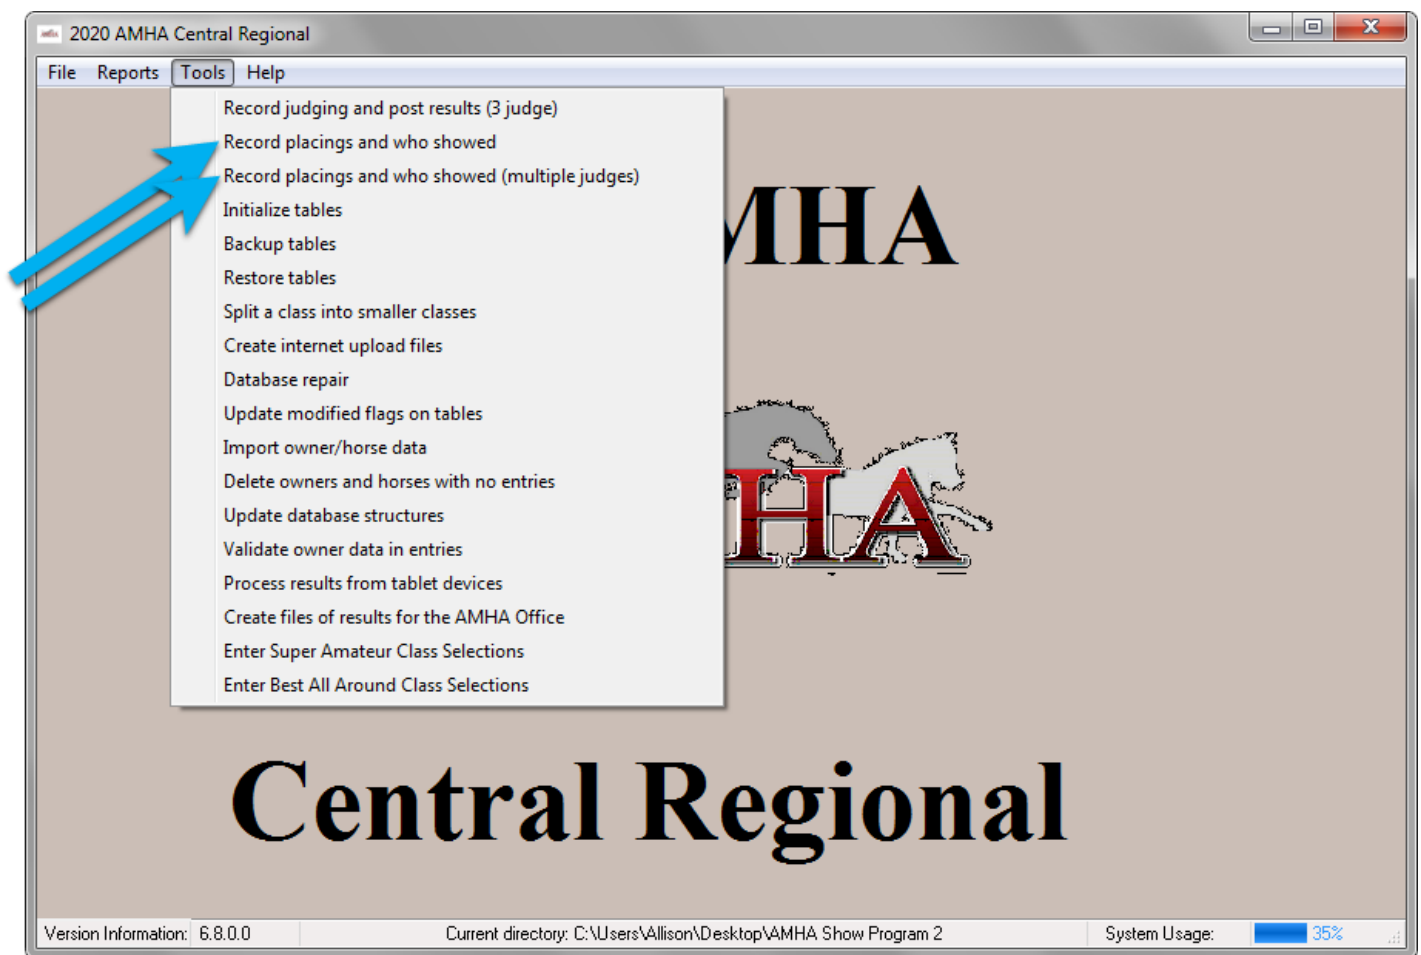 2020 AMHA Central Regional
File Reports Tools Help
Record judging and post results (3 judge)
Record placings and who showed
Record placings and who showed (multiple judges)
Initialize tables
Backup tables
Restore tables
Split a class into smaller classes
Create internet upload files
Database repair
Update modified flags on tables
Import owner/horse data
Delete owners and horses with no entries
Update database structures
Validate owner data in entries
Process results from tablet devices
Create files of results for the AMHA Office
Enter Super Amateur Class Selections
Enter Best All Around Class Selections
MHA
HA
Central Regional
Version Information: 6.8.0.0 Current directory: C:\Users\Allison\Desktop\AMHA Show Program 2 System Usage: 35%